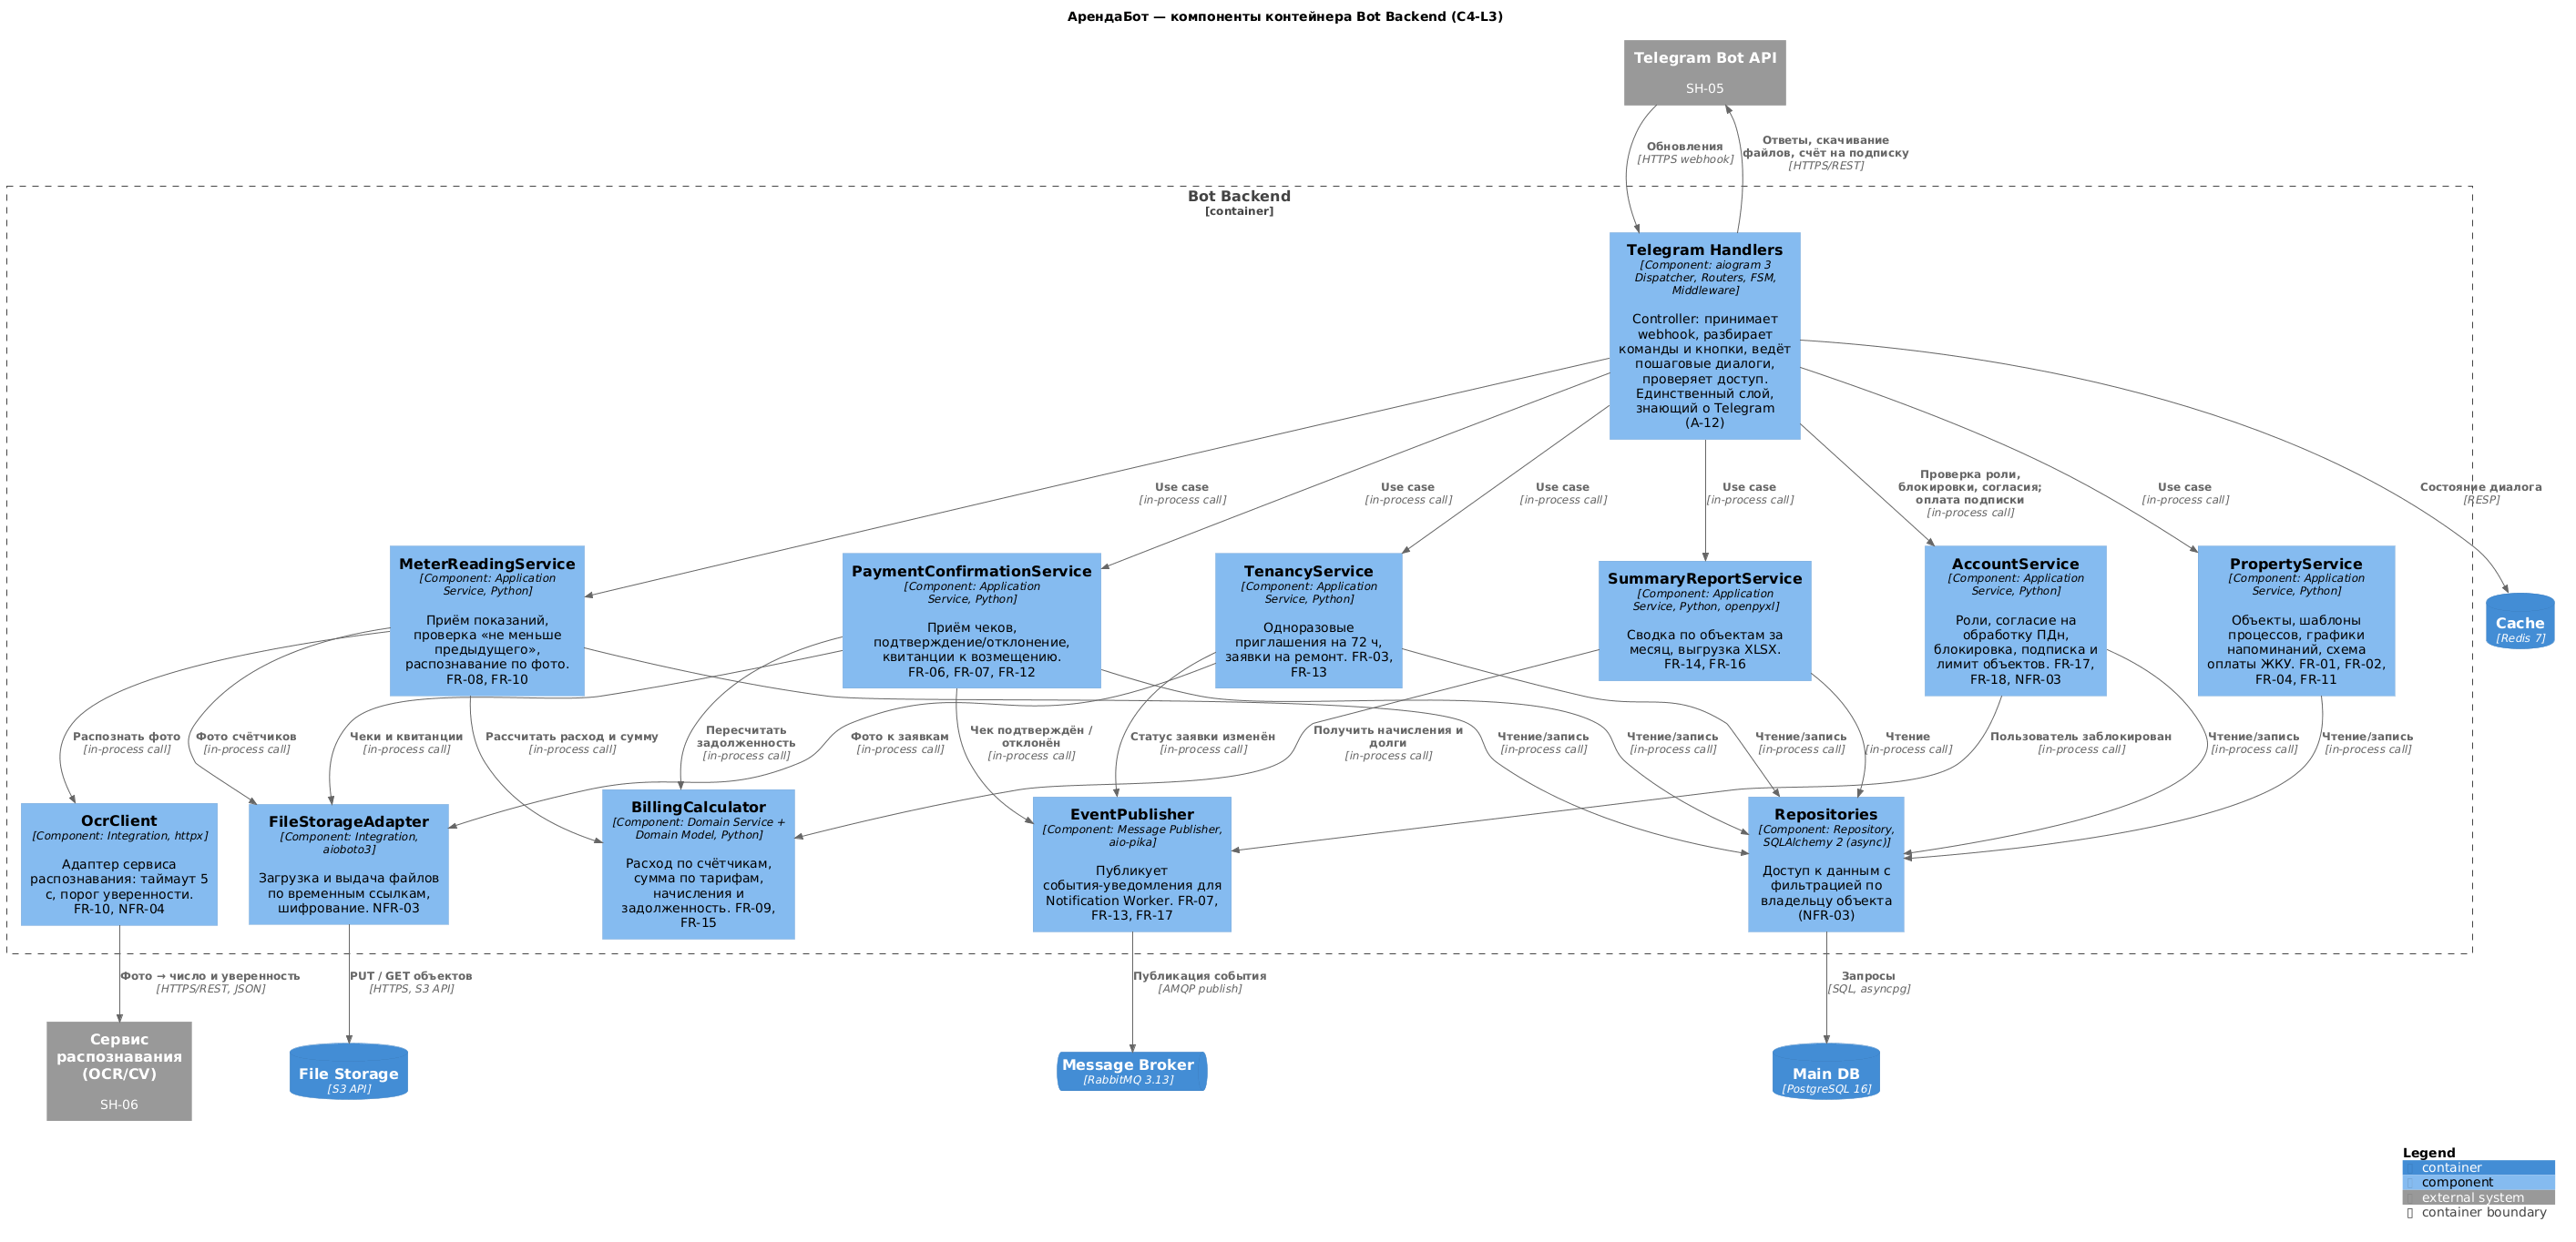 АрендаБот — компоненты контейнера Bot Backend (C4-L3)
Telegram Bot API
SH-05
Обновления
[HTTPS webhook]
Ответы, скачивание
файлов, счёт на подписку
[HTTPS/REST]
Bot Backend
[container]
Telegram Handlers
[Component: aiogram 3
Dispatcher, Routers, FSM,
Middleware]
Controller: принимает
webhook, разбирает
команды и кнопки, ведёт
пошаговые диалоги,
проверяет доступ.
Единственный слой,
знающий о Telegram
(A-12)
Use case
[in-process call]
Use case
[in-process call]
Use case
[in-process call]
Use case
[in-process call]
Проверка роли,
блокировки, согласия;
оплата подписки
[in-process call]
Use case
[in-process call]
Состояние диалога
[RESP]
MeterReadingService
[Component: Application
Service, Python]
Приём показаний,
проверка «не меньше
предыдущего»,
распознавание по фото.
FR-08, FR-10
PaymentConfirmationService
[Component: Application
Service, Python]
Приём чеков,
подтверждение/отклонение,
квитанции к возмещению.
FR-06, FR-07, FR-12
TenancyService
[Component: Application
Service, Python]
Одноразовые
приглашения на 72 ч,
заявки на ремонт. FR-03,
FR-13
SummaryReportService
[Component: Application
Service, Python, openpyxl]
Сводка по объектам за
месяц, выгрузка XLSX.
FR-14, FR-16
AccountService
[Component: Application
Service, Python]
Роли, согласие на
обработку ПДн,
блокировка, подписка и
лимит объектов. FR-17,
FR-18, NFR-03
PropertyService
[Component: Application
Service, Python]
Объекты, шаблоны
процессов, графики
напоминаний, схема
оплаты ЖКУ. FR-01, FR-02,
FR-04, FR-11
Cache
[Redis 7]
Распознать фото
[in-process call]
Фото счётчиков
[in-process call]
Чеки и квитанции
[in-process call]
Рассчитать расход и сумму
[in-process call]
Пересчитать
задолженность
[in-process call]
Фото к заявкам
[in-process call]
Чек подтверждён /
отклонён
[in-process call]
Статус заявки изменён
[in-process call]
Получить начисления и
долги
[in-process call]
Чтение/запись
[in-process call]
Чтение/запись
[in-process call]
Чтение/запись
[in-process call]
Чтение
[in-process call]
Пользователь заблокирован
[in-process call]
Чтение/запись
[in-process call]
Чтение/запись
[in-process call]
OcrClient
[Component: Integration, httpx]
Адаптер сервиса
распознавания: таймаут 5
с, порог уверенности.
FR-10, NFR-04
FileStorageAdapter
[Component: Integration,
aioboto3]
Загрузка и выдача файлов
по временным ссылкам,
шифрование. NFR-03
BillingCalculator
[Component: Domain Service +
Domain Model, Python]
Расход по счётчикам,
сумма по тарифам,
начисления и
задолженность. FR-09,
FR-15
EventPublisher
[Component: Message Publisher,
aio-pika]
Публикует
события-уведомления для
Notification Worker. FR-07,
FR-13, FR-17
Repositories
[Component: Repository,
SQLAlchemy 2 (async)]
Доступ к данным с
фильтрацией по
владельцу объекта
(NFR-03)
Фото → число и уверенность
[HTTPS/REST, JSON]
PUT / GET объектов
[HTTPS, S3 API]
Публикация события
[AMQP publish]
Запросы
[SQL, asyncpg]
Сервис
распознавания
(OCR/CV)
SH-06
File Storage
[S3 API]
Message Broker
[RabbitMQ 3.13]
Main DB
[PostgreSQL 16]
Legend
container
component
external system
container boundary